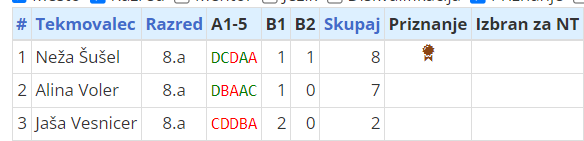 # Tekmovalec Razred A1-5 B1 B2 Skupaj Priznanje Izbran za NT
1 Neža Šušel 8.a DCDAA 1 1 8
2 Alina Voler 8.a DBAAC 1 0 7
3 Jaša Vesnicer 8.a CDDBA 2 0 2